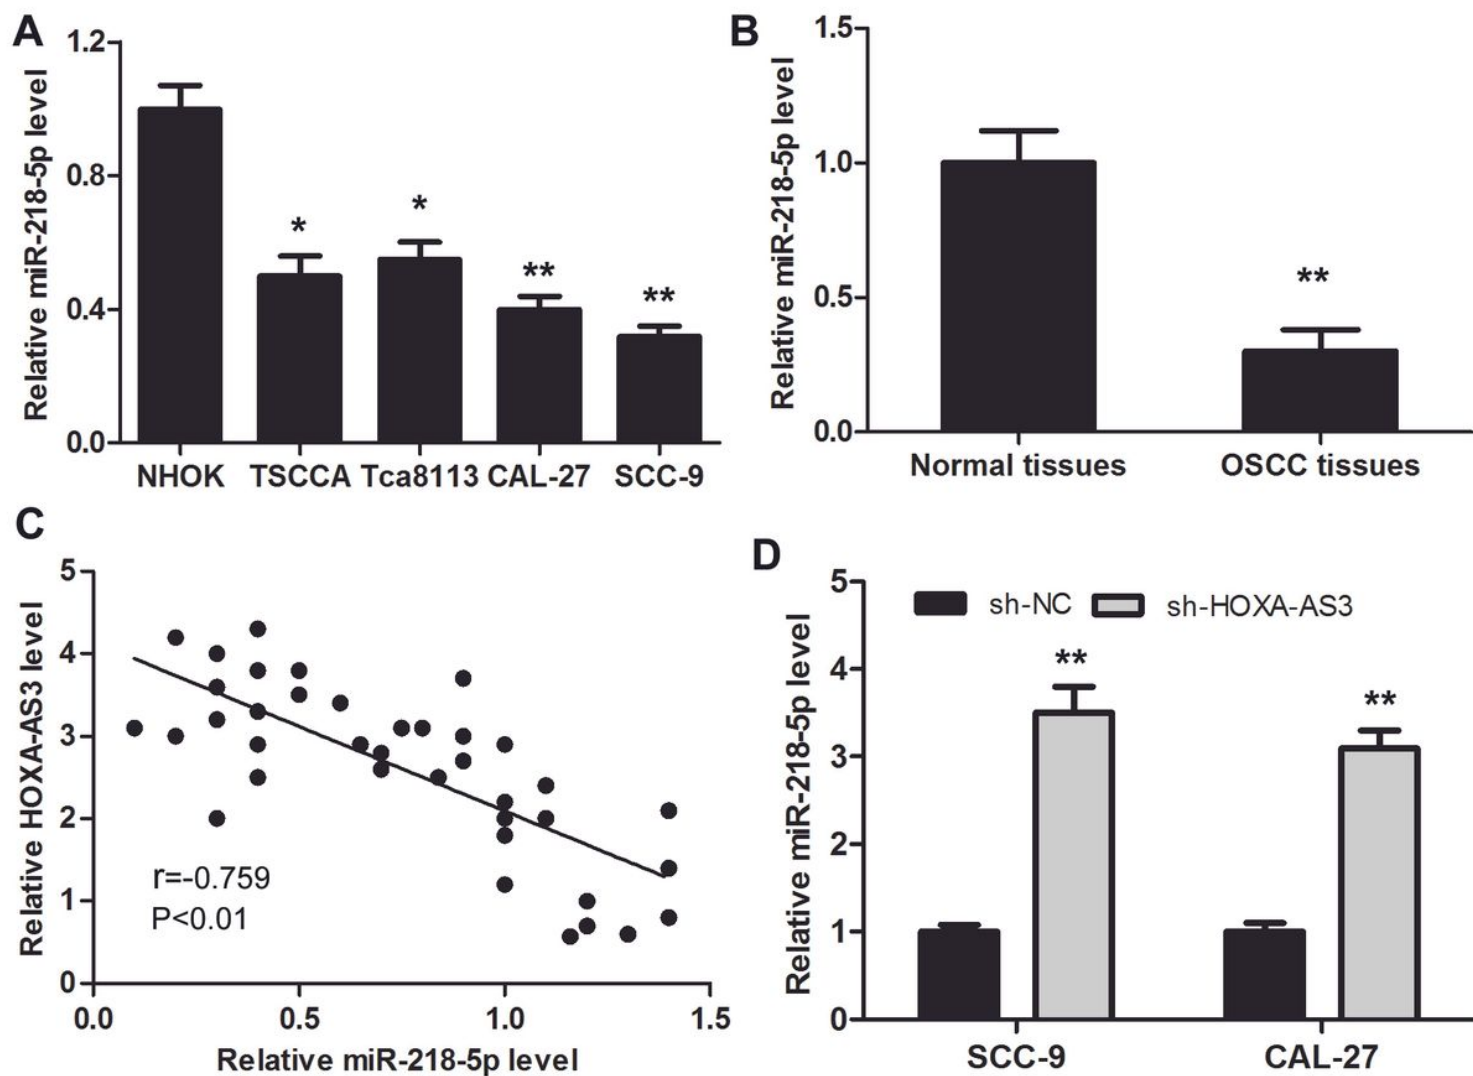 A
Relative miR-218-5p level
1.2
0.8
0.4
0.0
*
*
**
**
NHOK TSCCA Tca8113 CAL-27 SCC-9
B
Relative miR-218-5p level
1.5
1.0
0.5
0.0
**
Normal tissues OSCC tissues
C
Relative HOXA-AS3 level
5
4
3
2
1
0
r=-0.759
P<0.01
0.0 0.5 1.0 1.5
Relative miR-218-5p level
D
Relative miR-218-5p level
5
4
3
2
1
0
sh-NC sh-HOXA-AS3
**
**
SCC-9 CAL-27